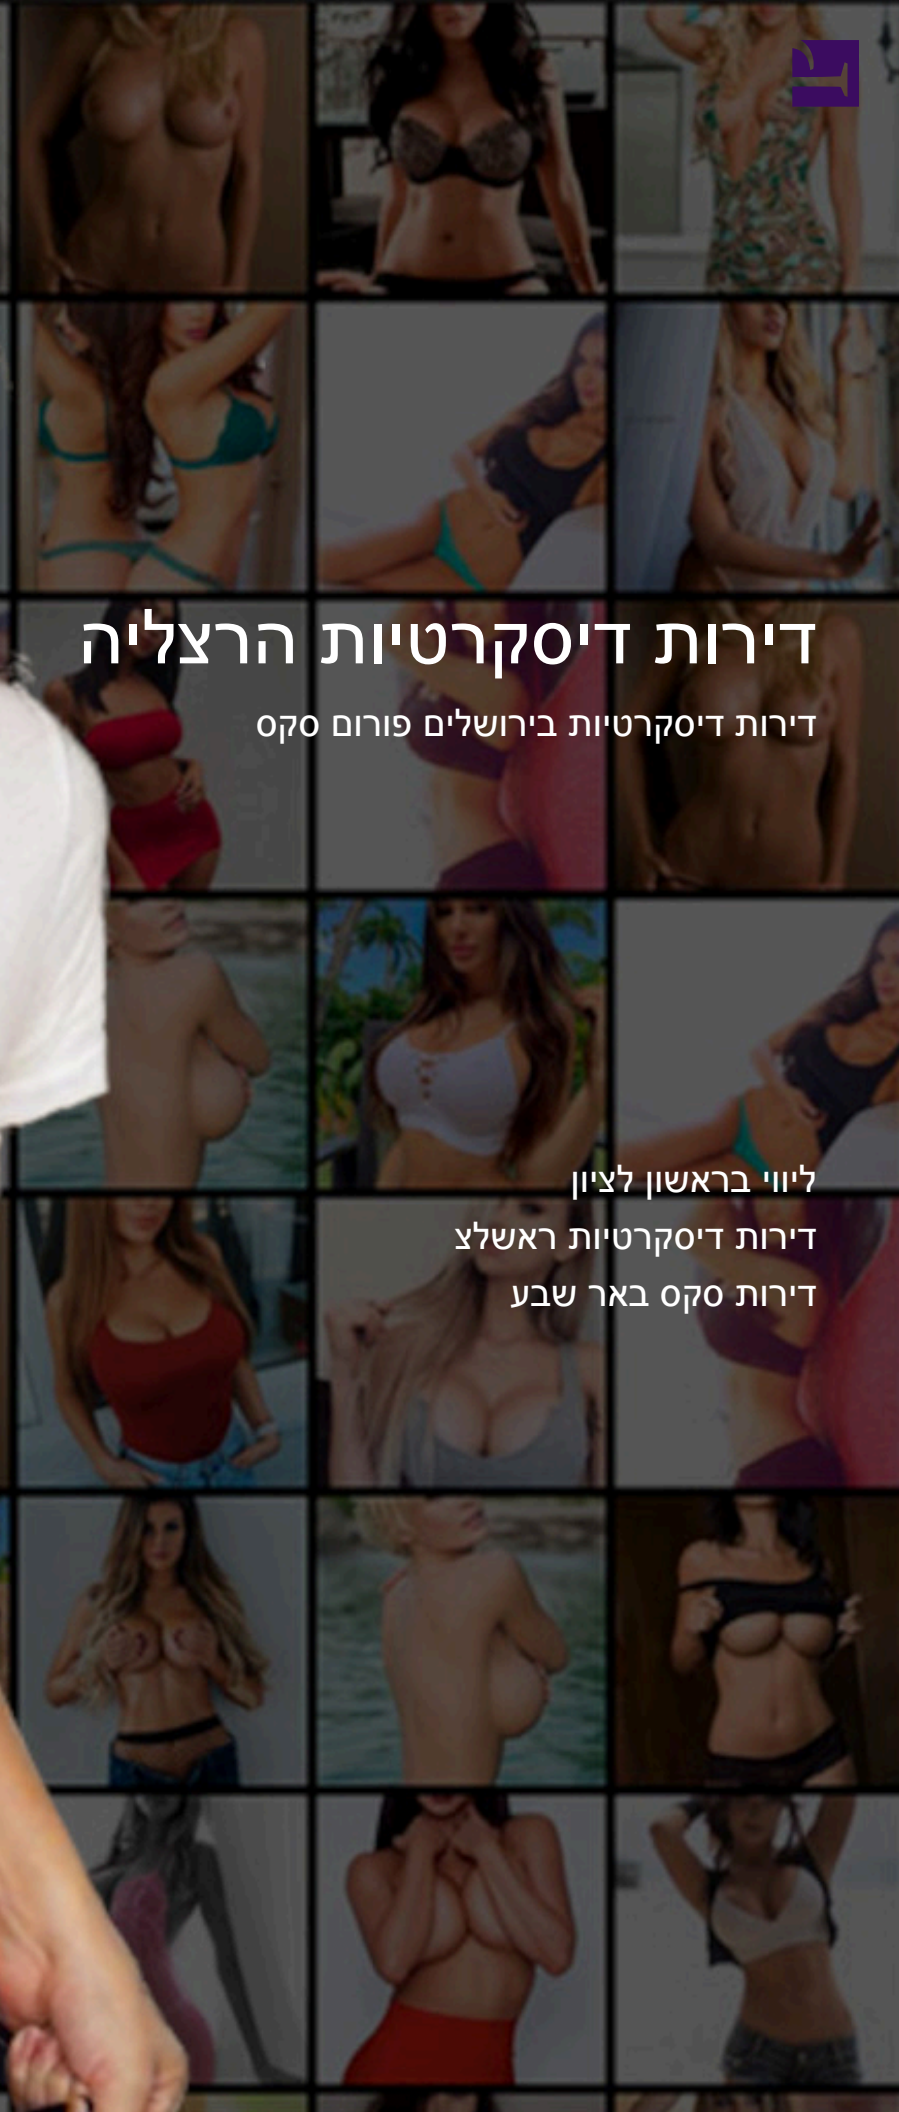 דירות דיסקרטיות הרצליה
דירות דיסקרטיות בירושלים פורום סקס
ליווי בראשון לציון
דירות דיסקרטיות ראשלצ
דירות סקס באר שבע